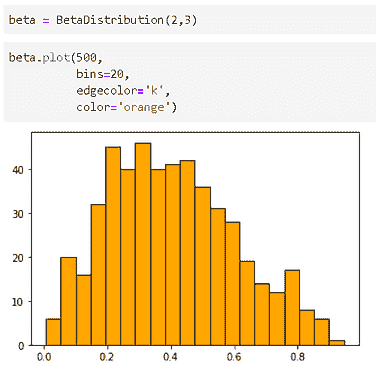 beta = BetaDistribution(2,3)
beta.plot(500,
bins=20,
edgecolor='k',
color='orange')
40
30
20
10
0
0.0 0.2 0.4 0.6 0.8